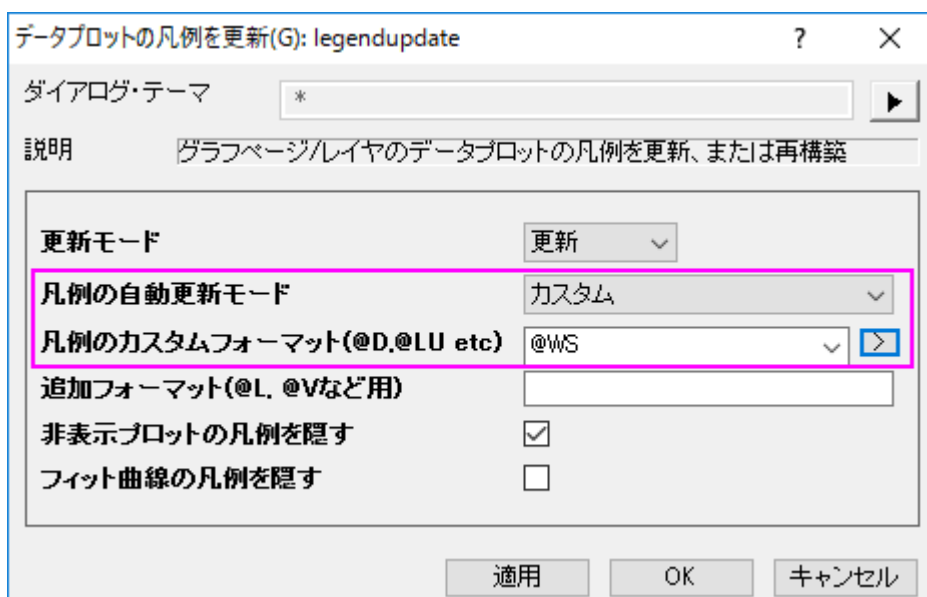 データプロットの凡例を更新(G): legendupdate ?
ダイアログ・テーマ *
説明 グラフページ/レイヤのデータプロットの凡例を更新、または再構築
更新モード 更新
凡例の自動更新モード カスタム
凡例のカスタムフォーマット(@D,@LU etc) @WS >
追加フォーマット(@L, @Vなど用)
非表示プロットの凡例を隠す
フィット曲線の凡例を隠す
適用 OK キャンセル